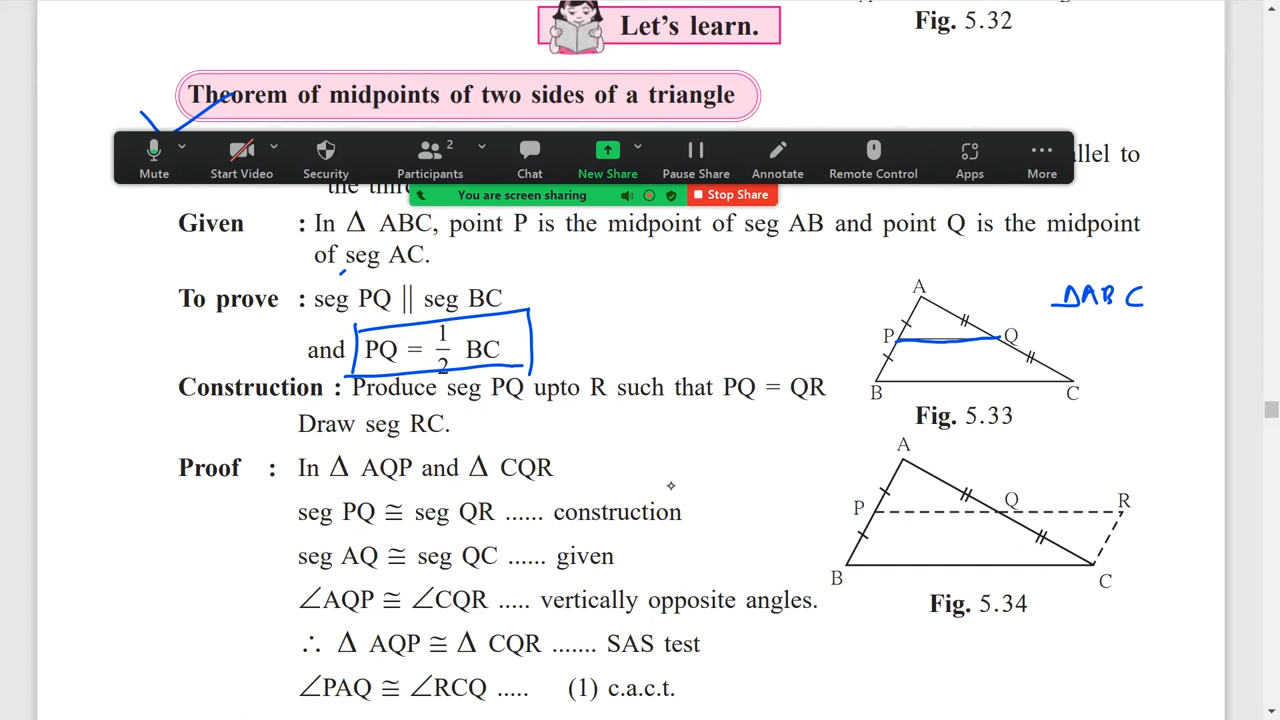 Fig. 5.32
Let's learn.
Theorem of midpoints of two sides of a triangle
Mute
Start Video
Security
2
Participants
Chat
New Share
Pause Share
Annotate
Remote Control
Apps
More
to
You are screen sharing
Stop Share
Given : In Δ ABC, point P is the midpoint of seg AB and point Q is the midpoint
of seg AC.
To prove : seg PQ || seg BC
and PQ = 1/2 BC
Construction : Produce seg PQ upto R such that PQ = QR
Draw seg RC.
A
P
Q
B
C
ΔABC
Fig. 5.33
Proof : In Δ AQP and Δ CQR
seg PQ ≅ seg QR ...... construction
seg AQ ≅ seg QC ...... given
∠AQP ≅ ∠CQR ..... vertically opposite angles.
∴ Δ AQP ≅ Δ CQR ....... SAS test
∠PAQ ≅ ∠RCQ ..... (1) c.a.c.t.
A
P
Q
R
B
C
Fig. 5.34